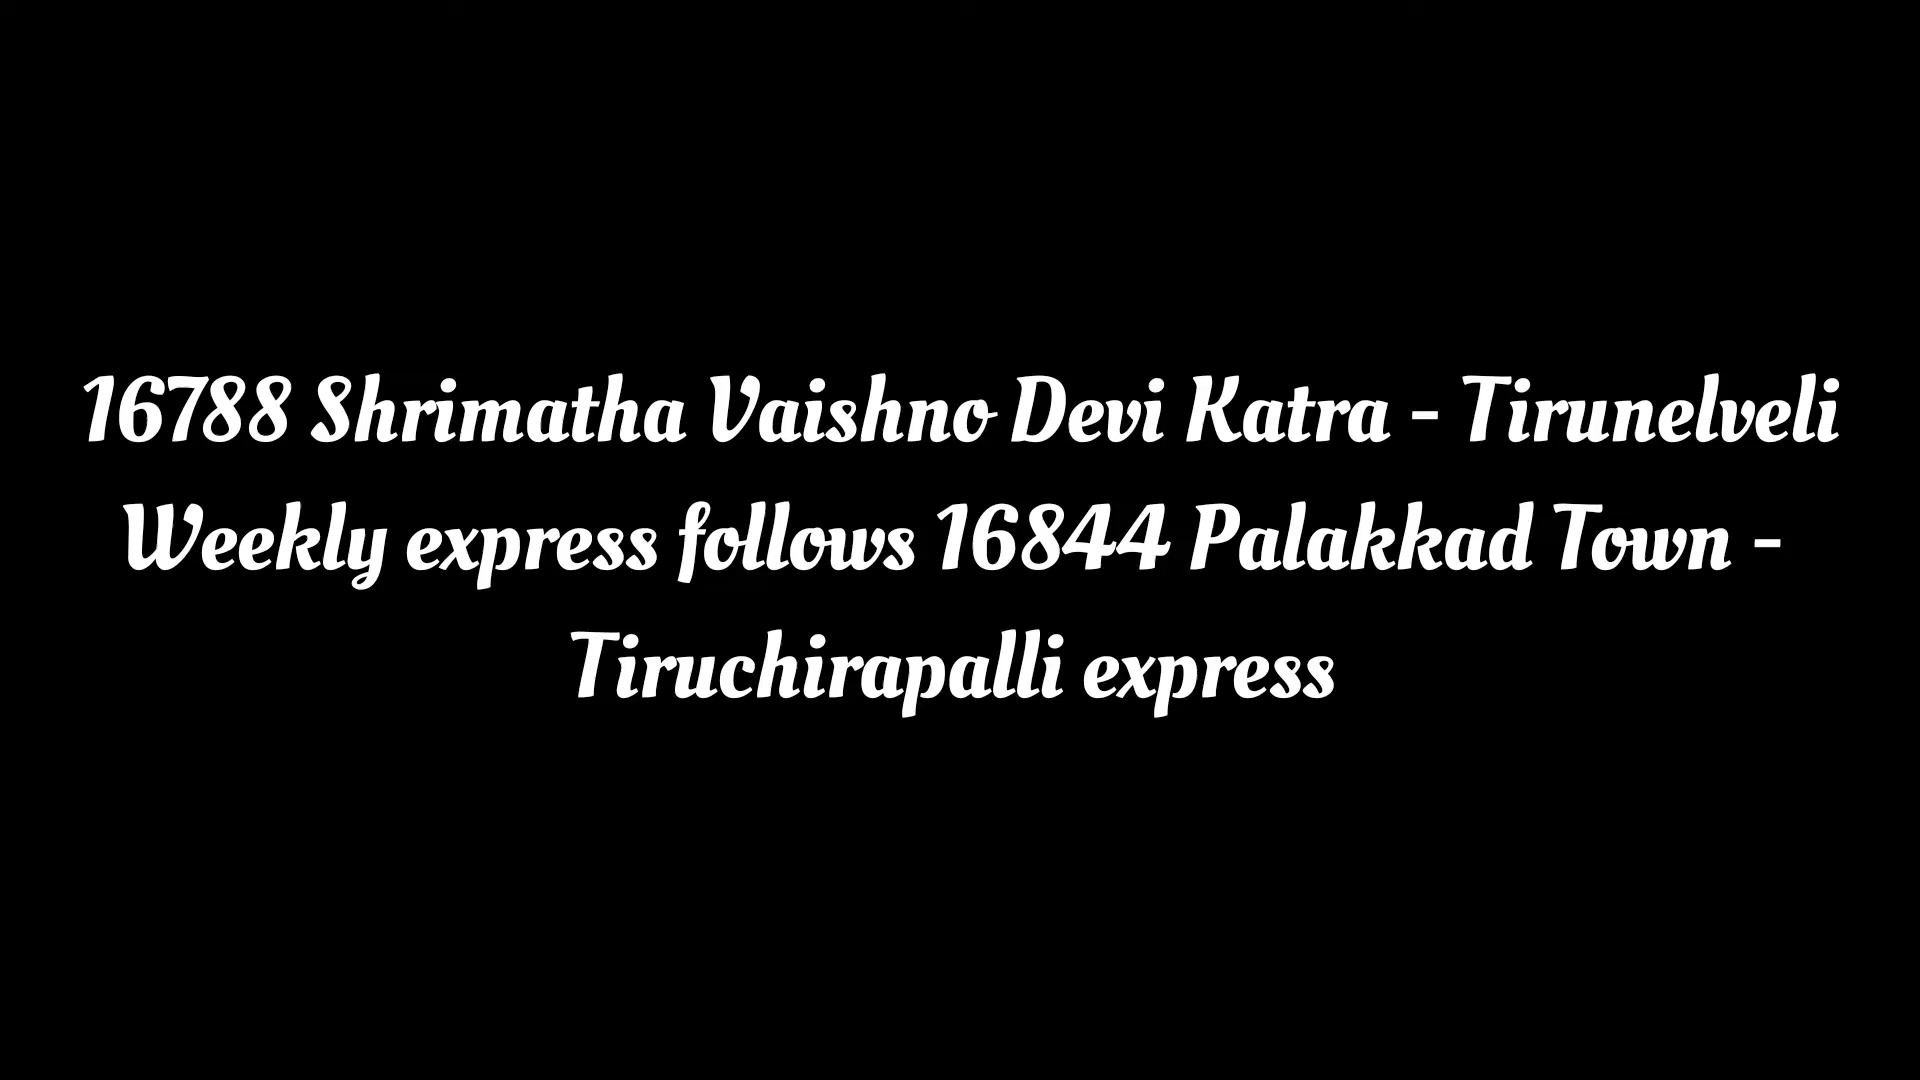 16788 Shrimatha Vaishno Devi Katra - Tirunelveli
Weekly express follows 16844 Palakkad Town -
Tiruchirapalli express